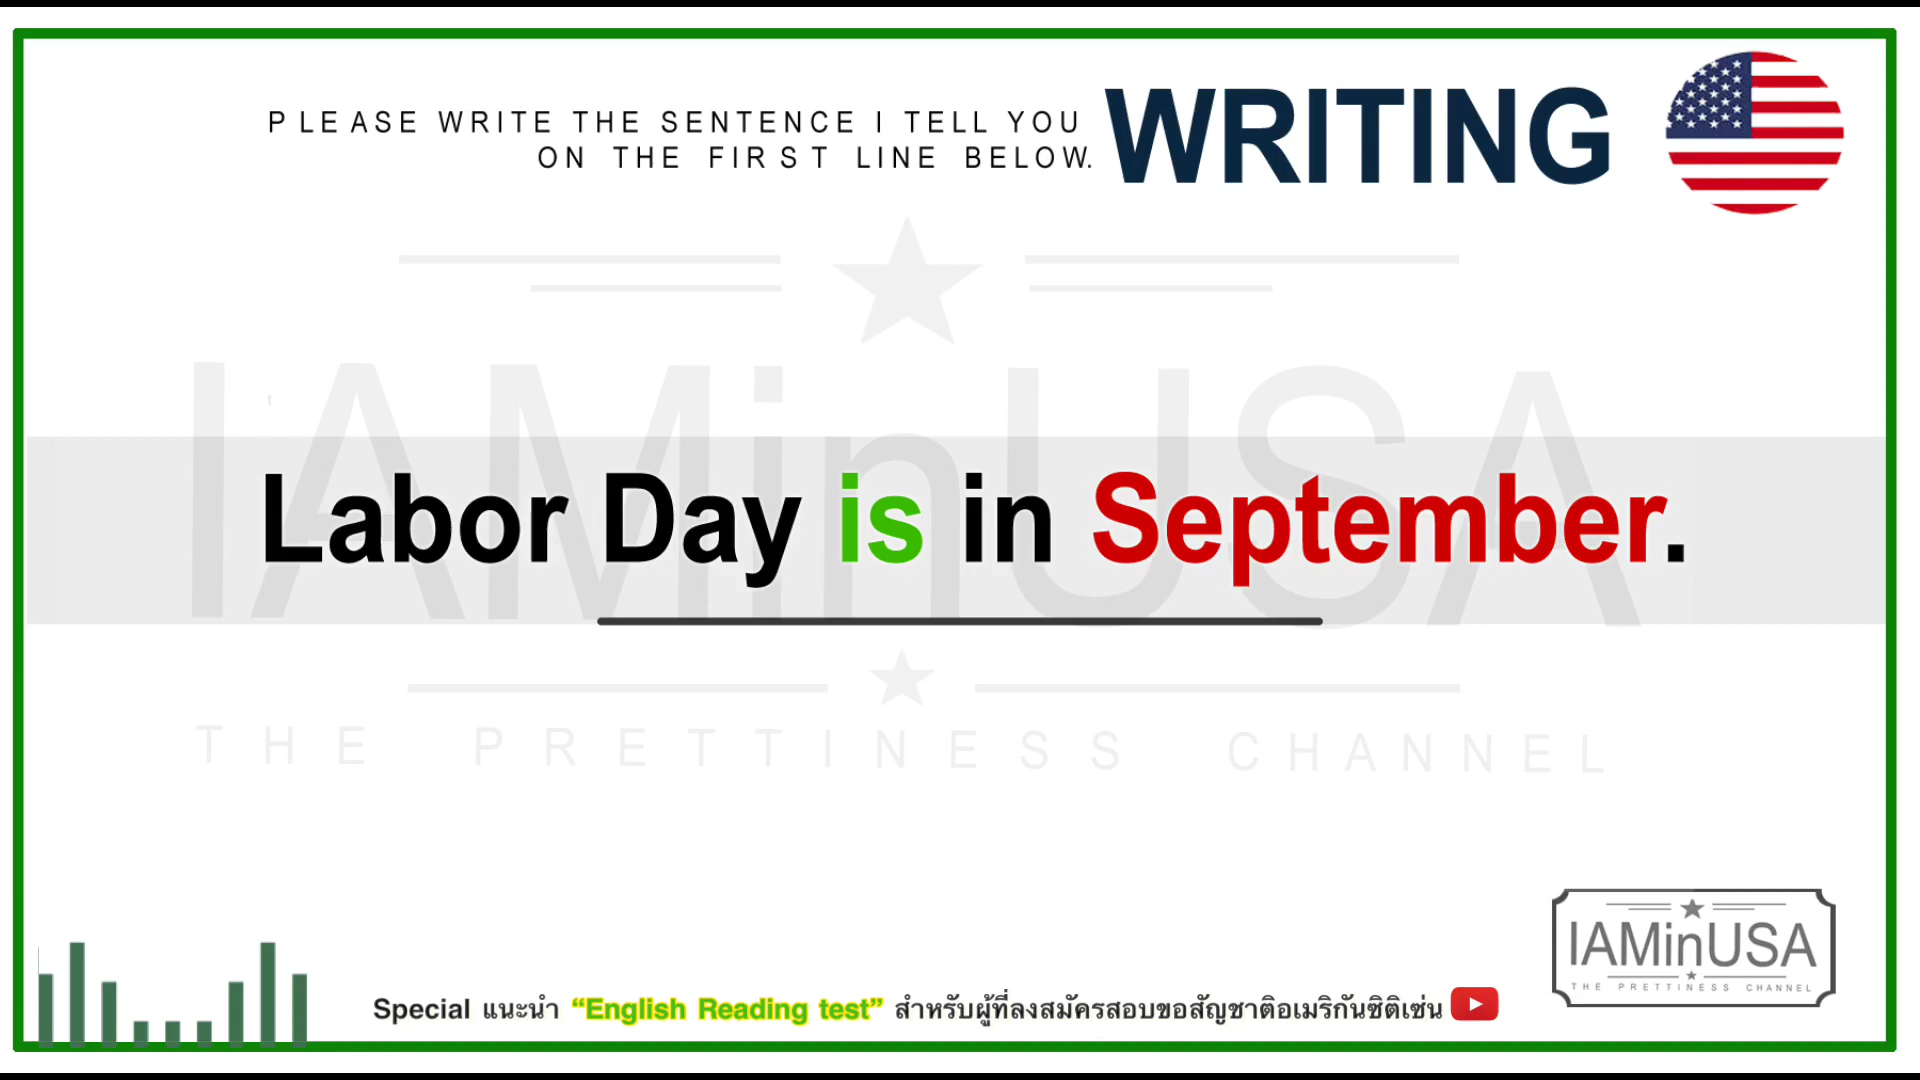 PLEASE WRITE THE SENTENCE I TELL YOU
ON THE FIRST LINE BELOW.
WRITING
IAMinUSA
Labor Day is in September.
THE PRETTINESS CHANNEL
IAMinUSA
THE PRETTINESS CHANNEL
Special แนะนำ “English Reading test” สำหรับผู้ที่ลงสมัครสอบขอสัญชาติอเมริกันซิติเซ่น